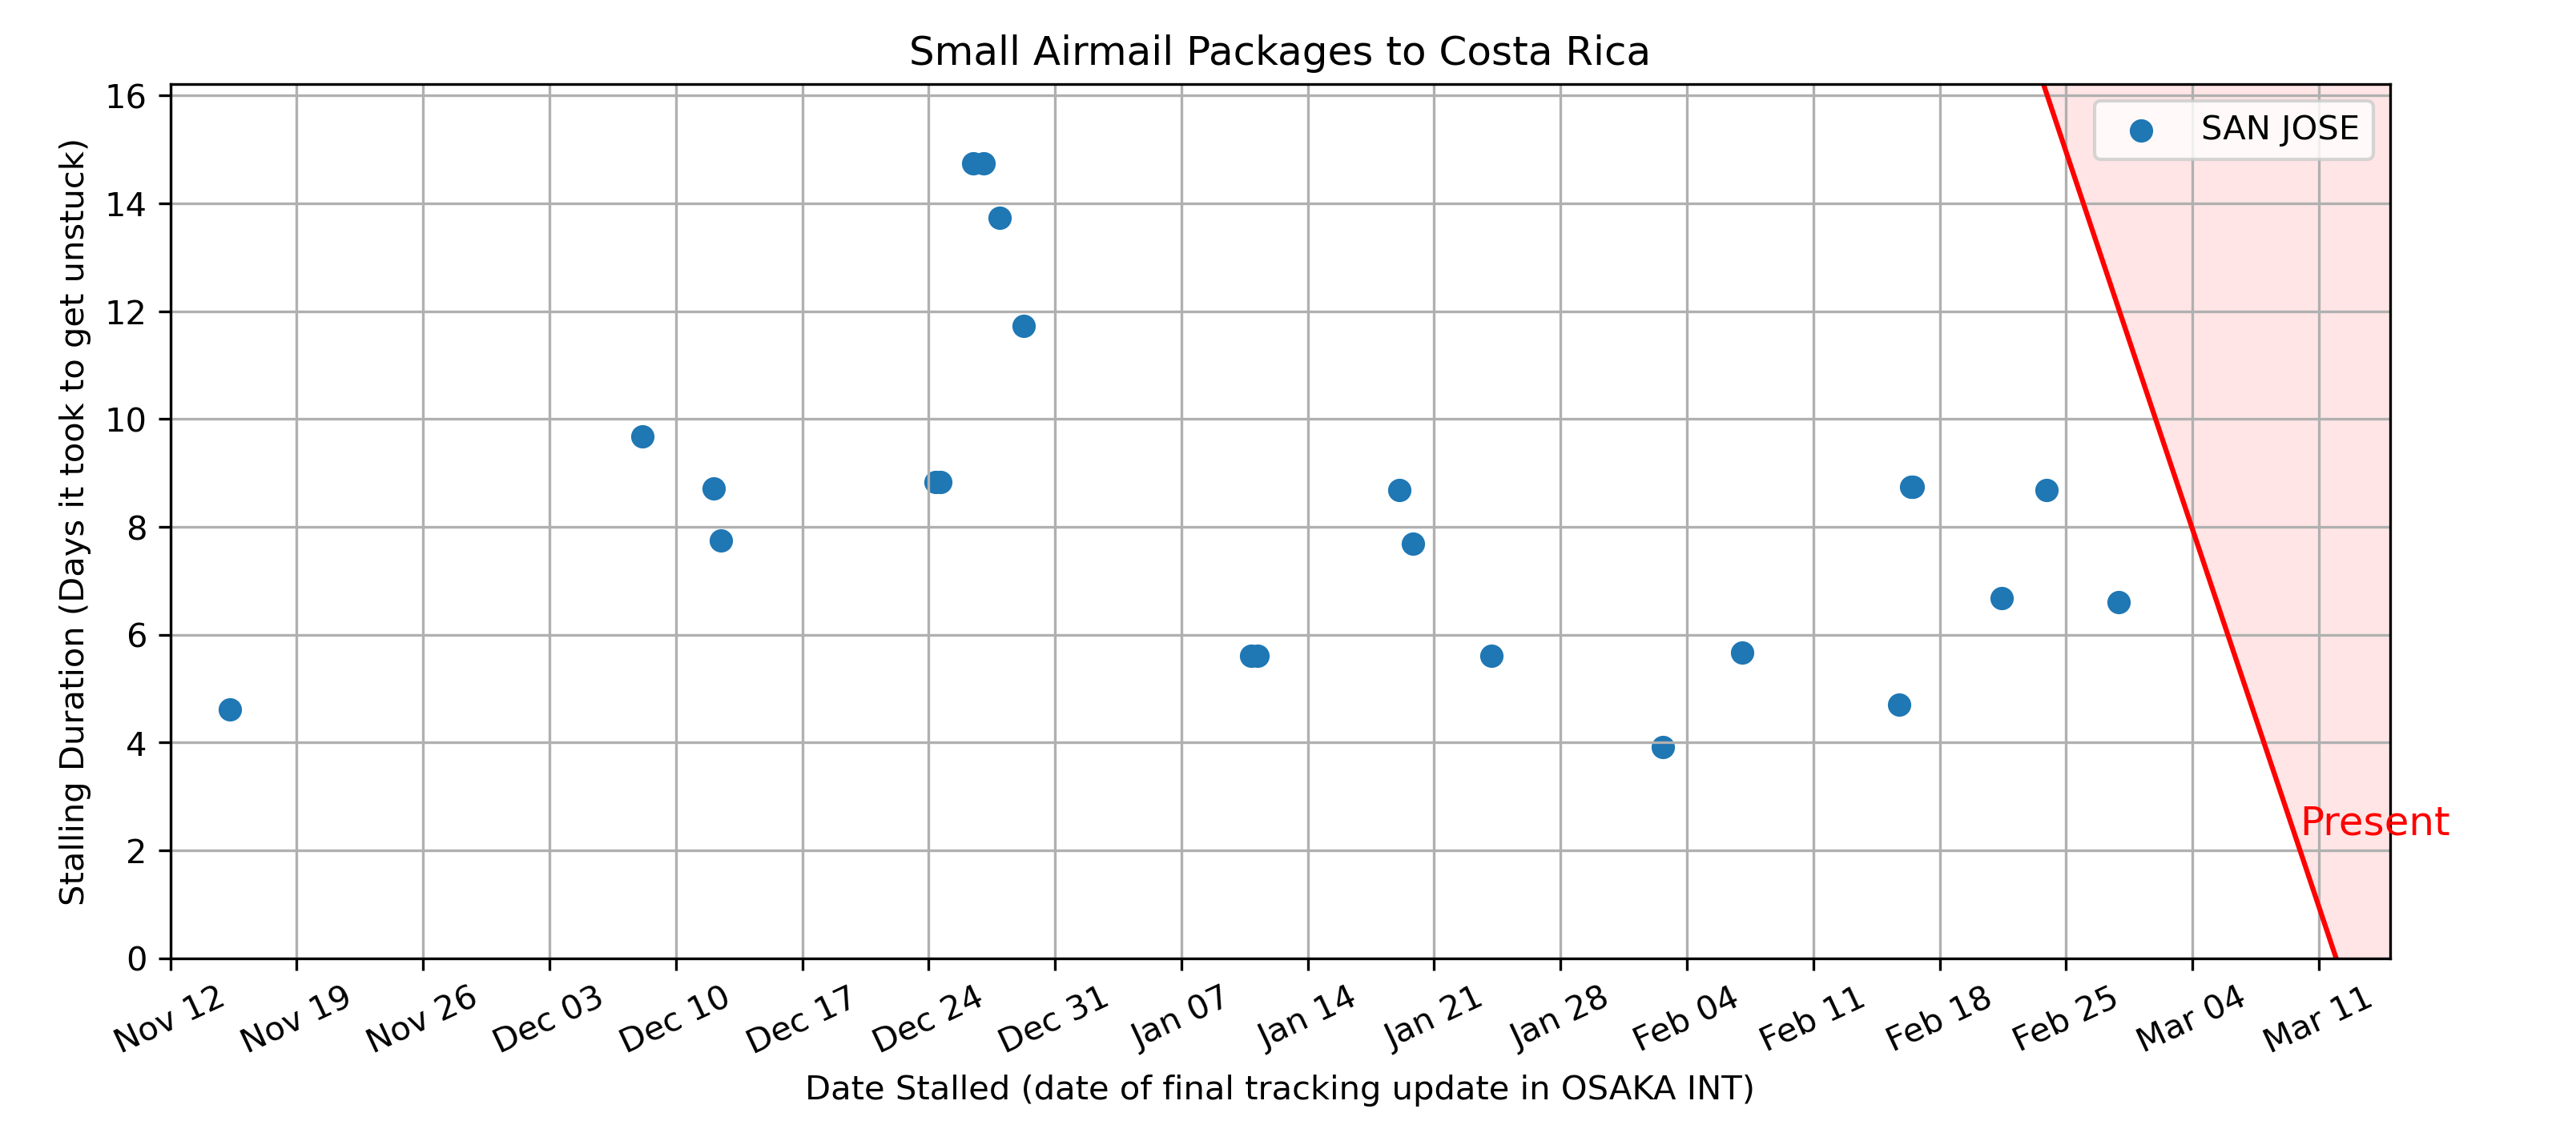 Small Airmail Packages to Costa Rica
Stalling Duration (Days it took to get unstuck)
16
14
12
10
8
6
4
2
0
SAN JOSE
Present
Nov 12
Nov 19
Nov 26
Dec 03
Dec 10
Dec 17
Dec 24
Dec 31
Jan 07
Jan 14
Jan 21
Jan 28
Feb 04
Feb 11
Feb 18
Feb 25
Mar 04
Mar 11
Date Stalled (date of final tracking update in OSAKA INT)